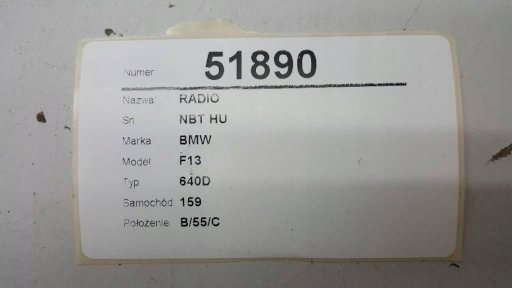 Numer: 51890
Nazwa: RADIO
Sn: NBT HU
Marka BMW
Model: F13
Typ: 640D
Samochód: 159
Położenie: B/55/C